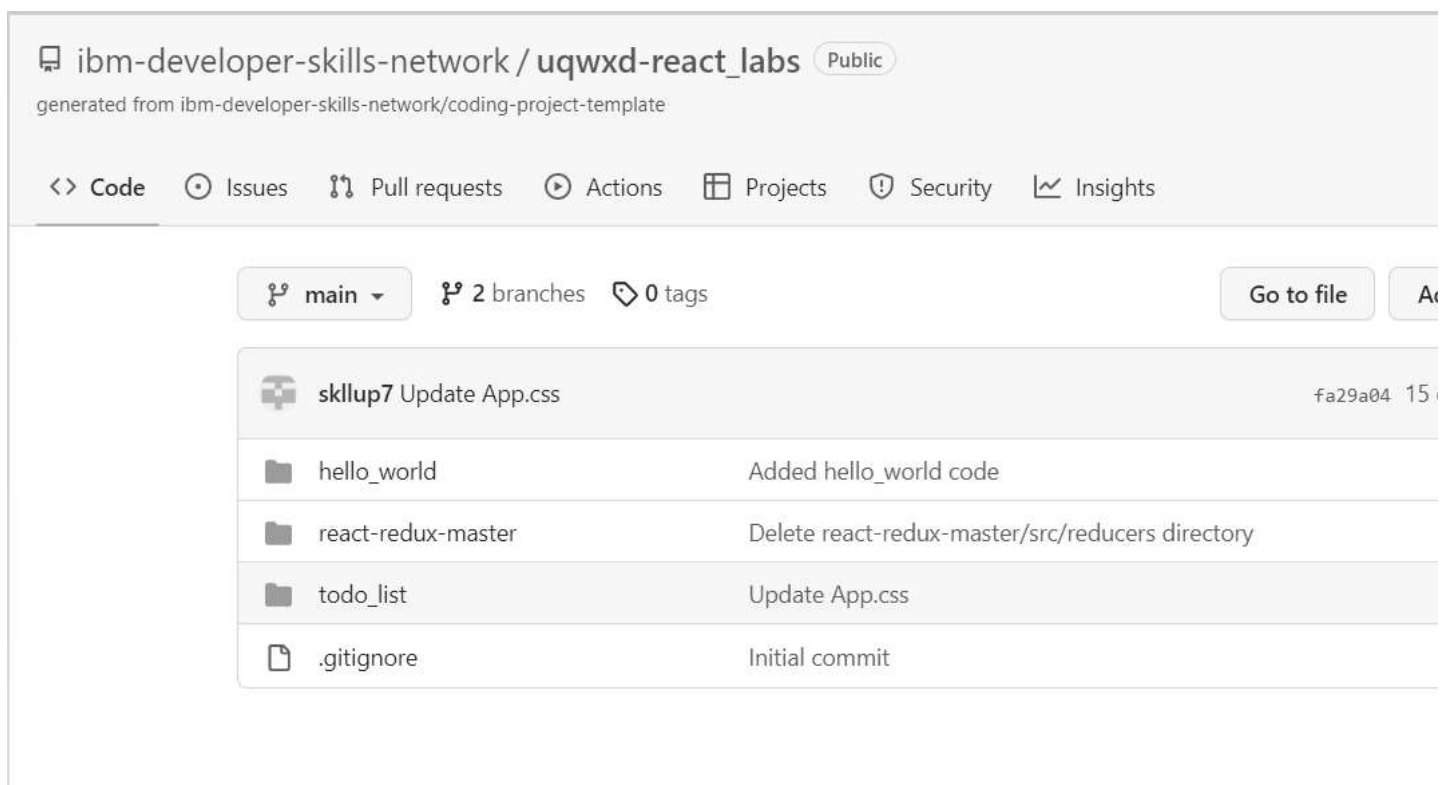 ibm-developer-skills-network / uqwxd-react_labs Public
generated from ibm-developer-skills-network/coding-project-template
<> Code Issues Pull requests Actions Projects Security Insights
main 2 branches 0 tags Go to file
skllup7 Update App.css fa29a04 15
hello_world Added hello_world code
react-redux-master Delete react-redux-master/src/reducers directory
todo_list Update App.css
.gitignore Initial commit